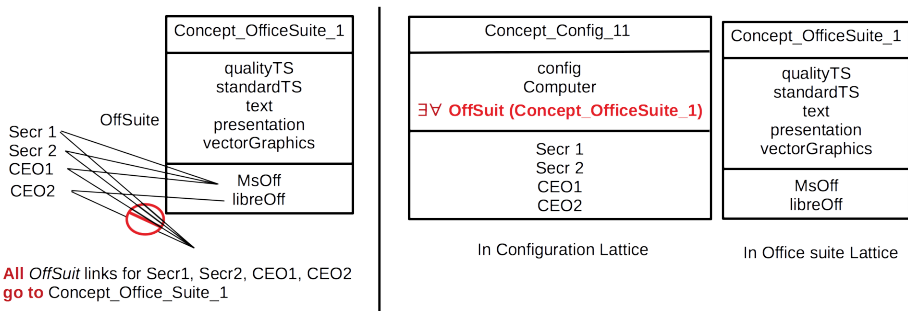 Concept_OfficeSuite_1
qualityTS
standardTS
text
presentation
vectorGraphics
OffSuite
Secr 1
Secr 2
CEO1
CEO2
MsOff
libreOff
All OffSuit links for Secr1, Secr2, CEO1, CEO2
go to Concept_Office_Suite_1
Concept_Config_11
config
Computer
∃∀ OffSuit (Concept_OfficeSuite_1)
Secr 1
Secr 2
CEO1
CEO2
In Configuration Lattice
Concept_OfficeSuite_1
qualityTS
standardTS
text
presentation
vectorGraphics
MsOff
libreOff
In Office suite Lattice